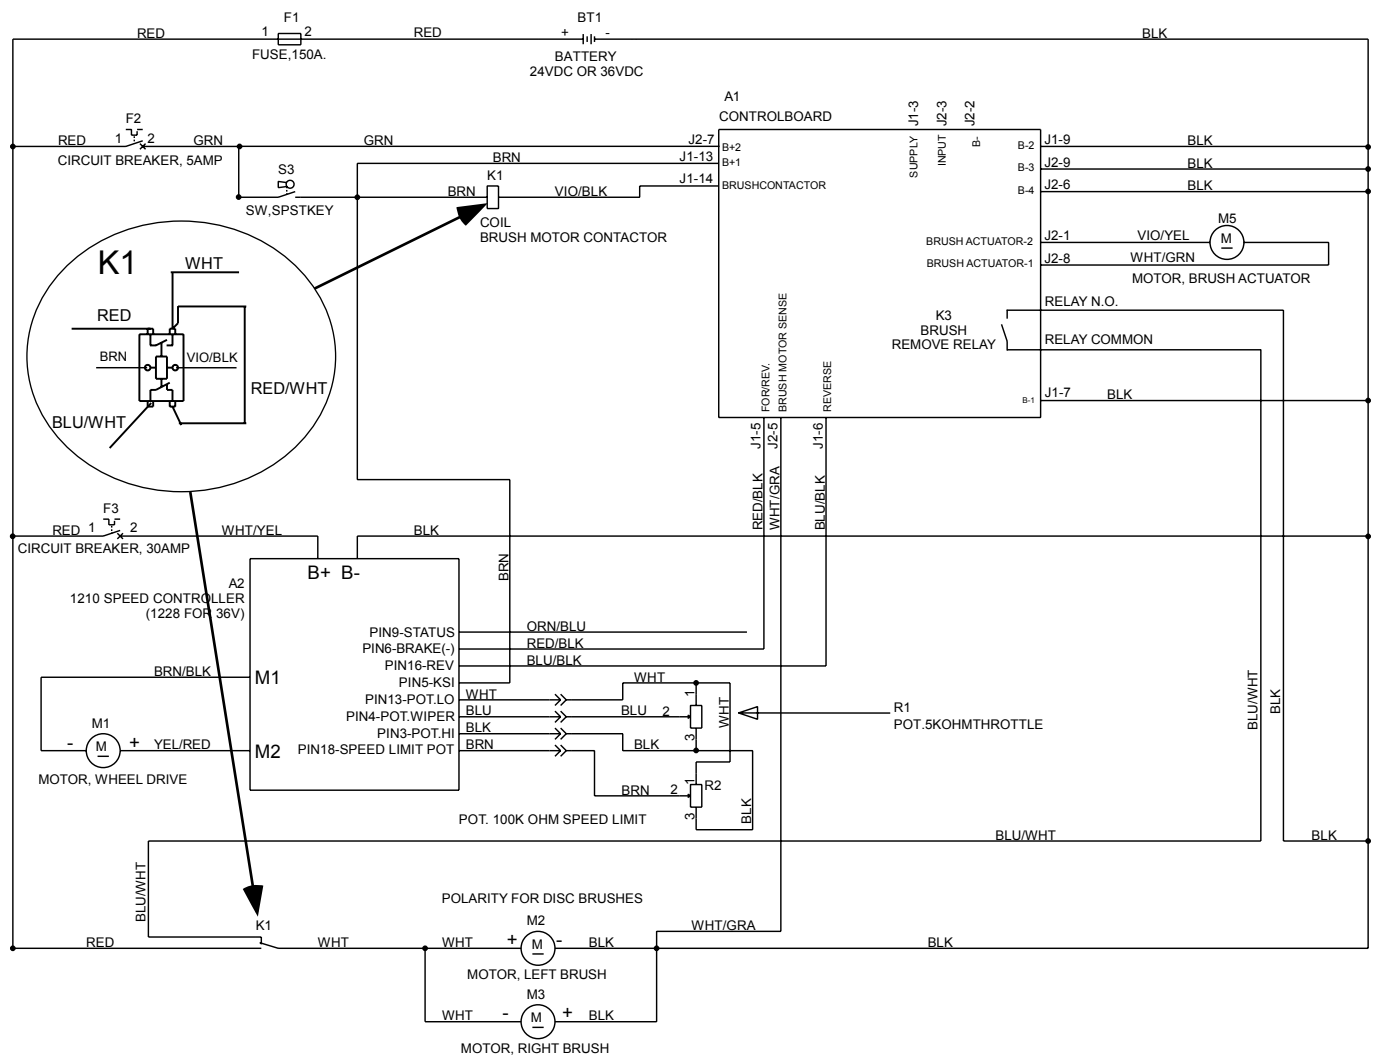 F1
BT1
RED
1
2
RED
+
-
BLK
FUSE,150A.
BATTERY
24VDC OR 36VDC
A1
CONTROLBOARD
J1-3
J2-3
J2-2
SUPPLY
INPUT
B-
F2
RED
1
2
GRN
GRN
J2-7
B+2
CIRCUIT BREAKER, 5AMP
BRN
J1-13
B+1
S3
K1
BRN
VIO/BLK
J1-14
BRUSHCONTACTOR
SW,SPSTKEY
COIL
BRUSH MOTOR CONTACTOR
B-2
J1-9
BLK
B-3
J2-9
BLK
B-4
J2-6
BLK
M5
BRUSH ACTUATOR-2
J2-1
VIO/YEL
M
BRUSH ACTUATOR-1
J2-8
WHT/GRN
MOTOR, BRUSH ACTUATOR
K1
WHT
RED
BRN
VIO/BLK
RED/WHT
BLU/WHT
RELAY N.O.
K3
BRUSH
REMOVE RELAY
RELAY COMMON
FOR/REV.
BRUSH MOTOR SENSE
REVERSE
B-1
J1-7
BLK
J1-5
J2-5
J1-6
RED/BLK
WHT/GRA
BLU/BLK
F3
RED
1
2
WHT/YEL
BLK
CIRCUIT BREAKER, 30AMP
BRN
B+
B-
A2
1210 SPEED CONTROLLER
(1228 FOR 36V)
PIN9-STATUS
ORN/BLU
PIN6-BRAKE(-)
RED/BLK
PIN16-REV
BLU/BLK
PIN5-KSI
PIN13-POT.LO
WHT
WHT
PIN4-POT.WIPER
BLU
BLU
2
PIN3-POT.HI
BLK
BLK
PIN18-SPEED LIMIT POT
BRN
1
3
WHT
R1
POT.5KOHMTHROTTLE
BRN/BLK
M1
M1
-
M
+
YEL/RED
M2
MOTOR, WHEEL DRIVE
BRN
2
1
3
R2
BLK
POT. 100K OHM SPEED LIMIT
BLU/WHT
BLK
BLU/WHT
BLK
BLU/WHT
POLARITY FOR DISC BRUSHES
K1
RED
WHT
WHT
M2
+
M
-
BLK
WHT/GRA
BLK
MOTOR, LEFT BRUSH
M3
WHT
-
M
+
BLK
MOTOR, RIGHT BRUSH